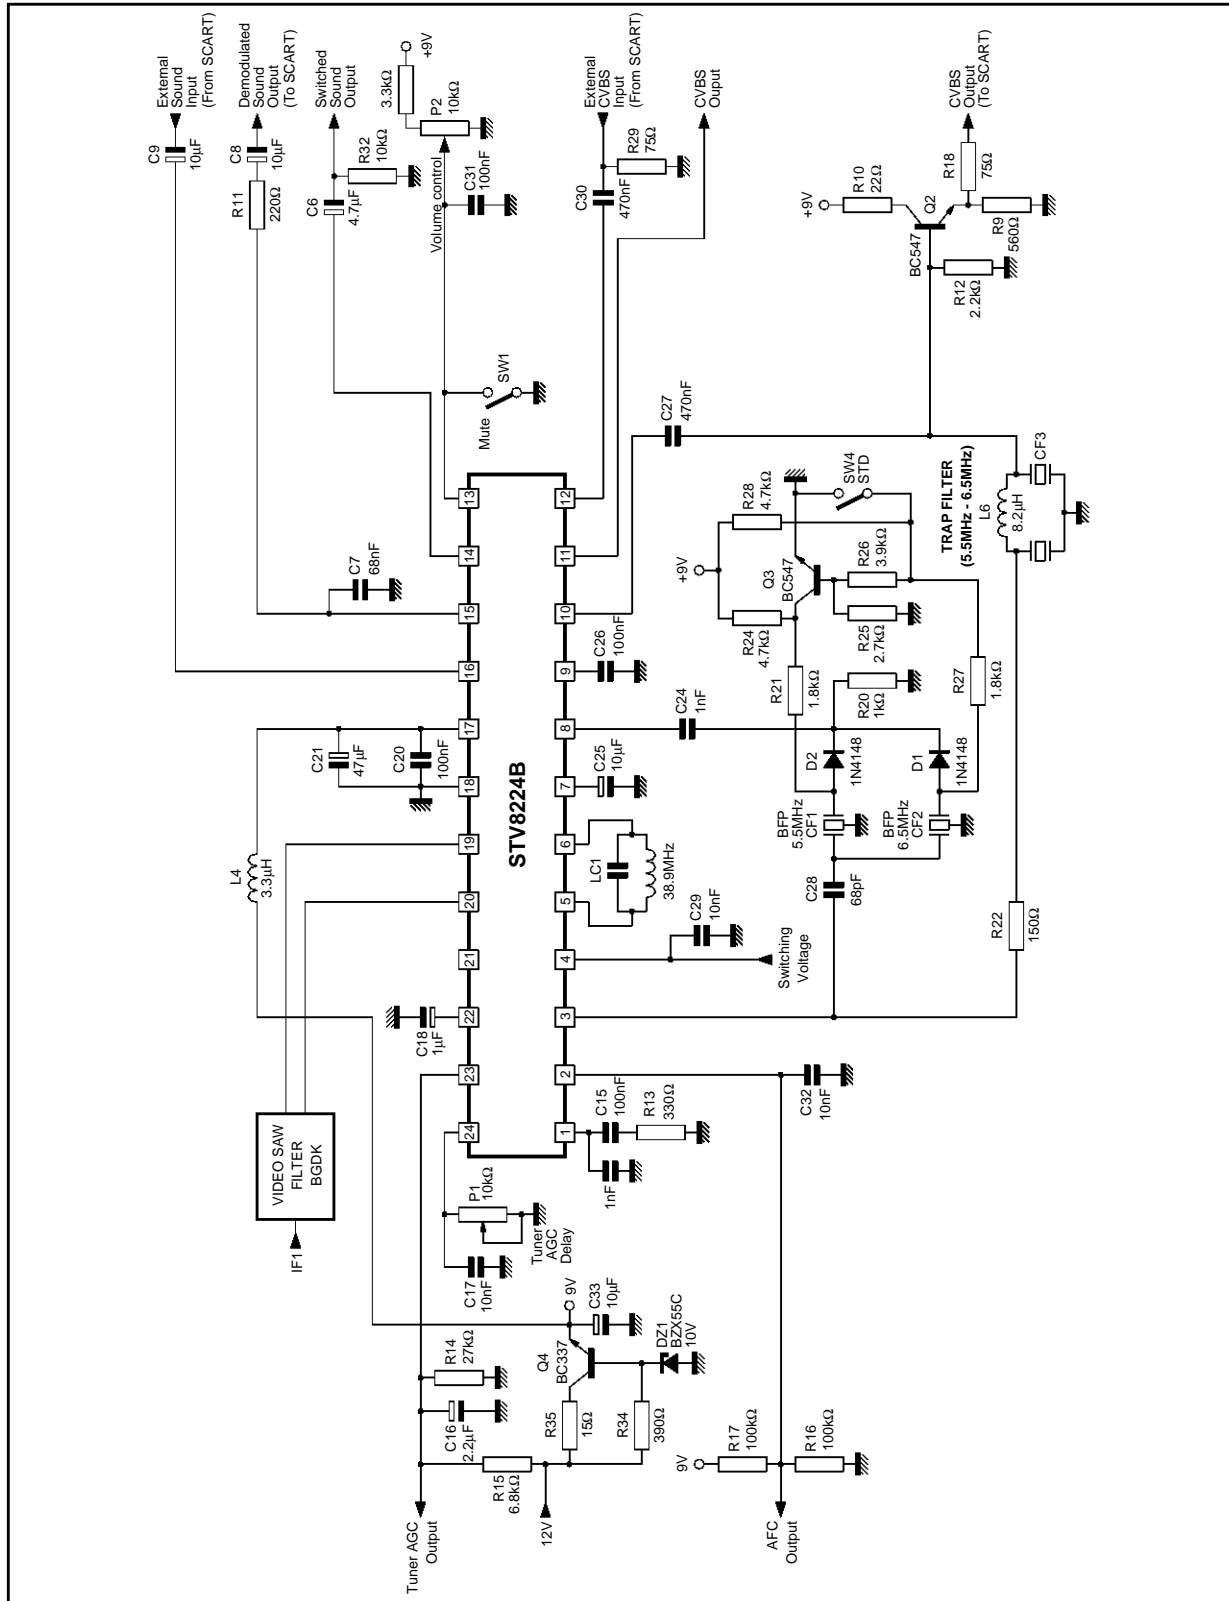 External
Sound
Input
(From SCART)
Demodulated
Sound
Output
(To SCART)
Switched
Sound
Output
+9V
3.3kΩ
P2
10kΩ
External
CVBS
Input
(From SCART)
CVBS
Ouput
CVBS
Output
(To SCART)
C9
10µF
C8
10µF
R11
220Ω
R32
10kΩ
C6
4.7µF
Volume control
C31
100nF
R29
75Ω
C30
470nF
R18
75Ω
R10
22Ω
+9V
Q2
BC547
R9
560Ω
R12
2.2kΩ
SW1
Mute
C27
470nF
CF3
L6
8.2µH
TRAP FILTER
(5.5MHz - 6.5MHz)
SW4
STD
R28
4.7kΩ
+9V
Q3
BC547
R26
3.9kΩ
R25
2.7kΩ
R24
4.7kΩ
R21
1.8kΩ
R20
1kΩ
R27
1.8kΩ
C7
68nF
C26
100nF
C24
1nF
C25
10µF
D2
1N4148
D1
1N4148
BFP
5.5MHz
CF1
BFP
6.5MHz
CF2
C28
68pF
R22
150Ω
C21
47µF
C20
100nF
L4
3.3µH
STV8224B
13
14
15
16
17
18
19
20
21
22
23
24
12
11
10
9
8
7
6
5
4
3
2
1
LC1
38.9MHz
C29
10nF
Switching
Voltage
C18
1µF
C15
100nF
R13
330Ω
1nF
C32
10nF
VIDEO SAW
FILTER
BGDK
IF1
P1
10kΩ
Tuner
AGC
Delay
C17
10nF
9V
C33
10µF
Q4
BC337
DZ1
BZX55C
10V
R14
27kΩ
C16
2.2µF
R35
15Ω
R34
390Ω
R15
6.8kΩ
12V
Tuner AGC
Output
9V
R17
100kΩ
R16
100kΩ
AFC
Output